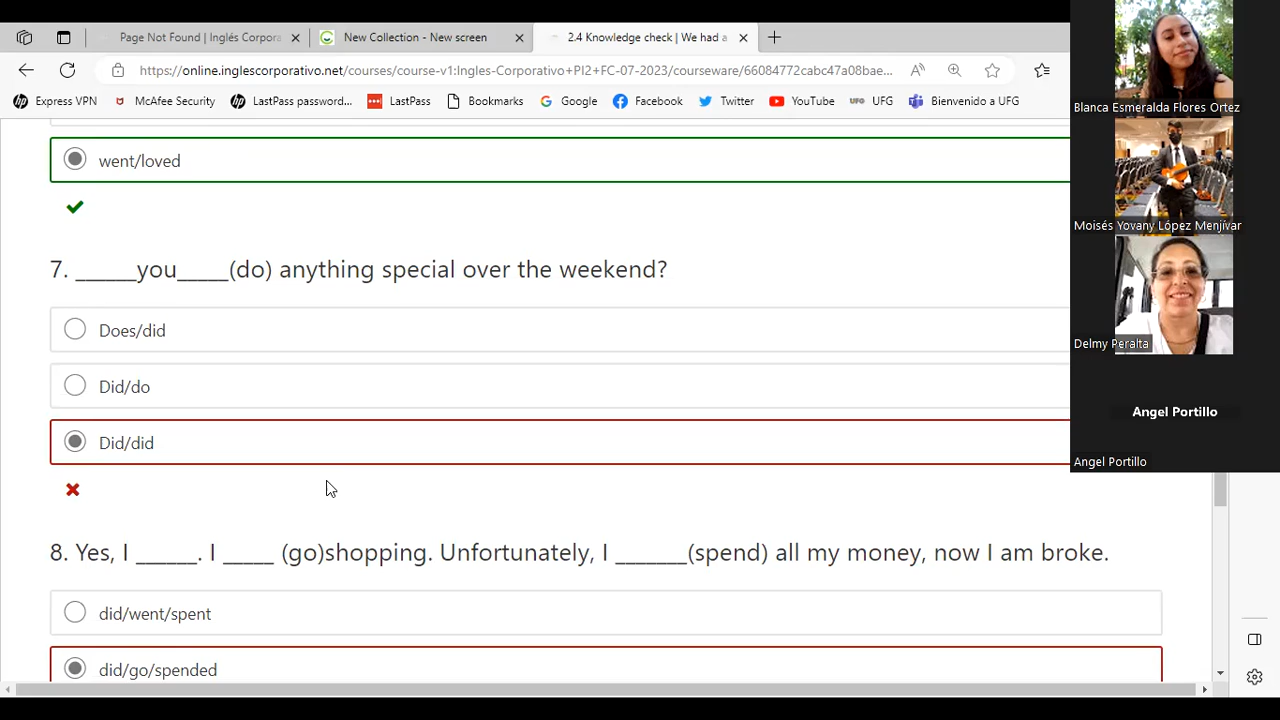 Page Not Found | Inglés Corpora
New Collection - New screen
2.4 Knowledge check | We had a
https://online.inglescorporativo.net/courses/course-v1:Ingles-Corporativo+PI2+FC-07-2023/courseware/66084772cabc47a08bae...
Express VPN
McAfee Security
LastPass password...
LastPass
Bookmarks
Google
Facebook
Twitter
YouTube
UFG
Bienvenido a UFG
went/loved
7. ______you_____(do) anything special over the weekend?
Does/did
Did/do
Did/did
8. Yes, I ______. I _____ (go)shopping. Unfortunately, I _______(spend) all my money, now I am broke.
did/went/spent
did/go/spended
Blanca Esmeralda Flores Ortez
Moisés Yovany López Menjívar
Delmy Peralta
Angel Portillo
Angel Portillo